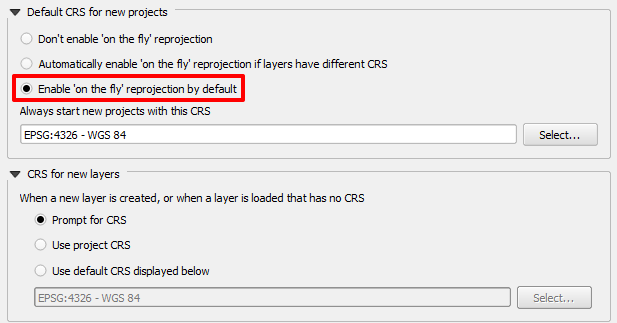 Default CRS for new projects
Don't enable 'on the fly' reprojection
Automatically enable 'on the fly' reprojection if layers have different CRS
Enable 'on the fly' reprojection by default
Always start new projects with this CRS
EPSG:4326 - WGS 84 Select...
CRS for new layers
When a new layer is created, or when a layer is loaded that has no CRS
Prompt for CRS
Use project CRS
Use default CRS displayed below
EPSG:4326 - WGS 84 Select...